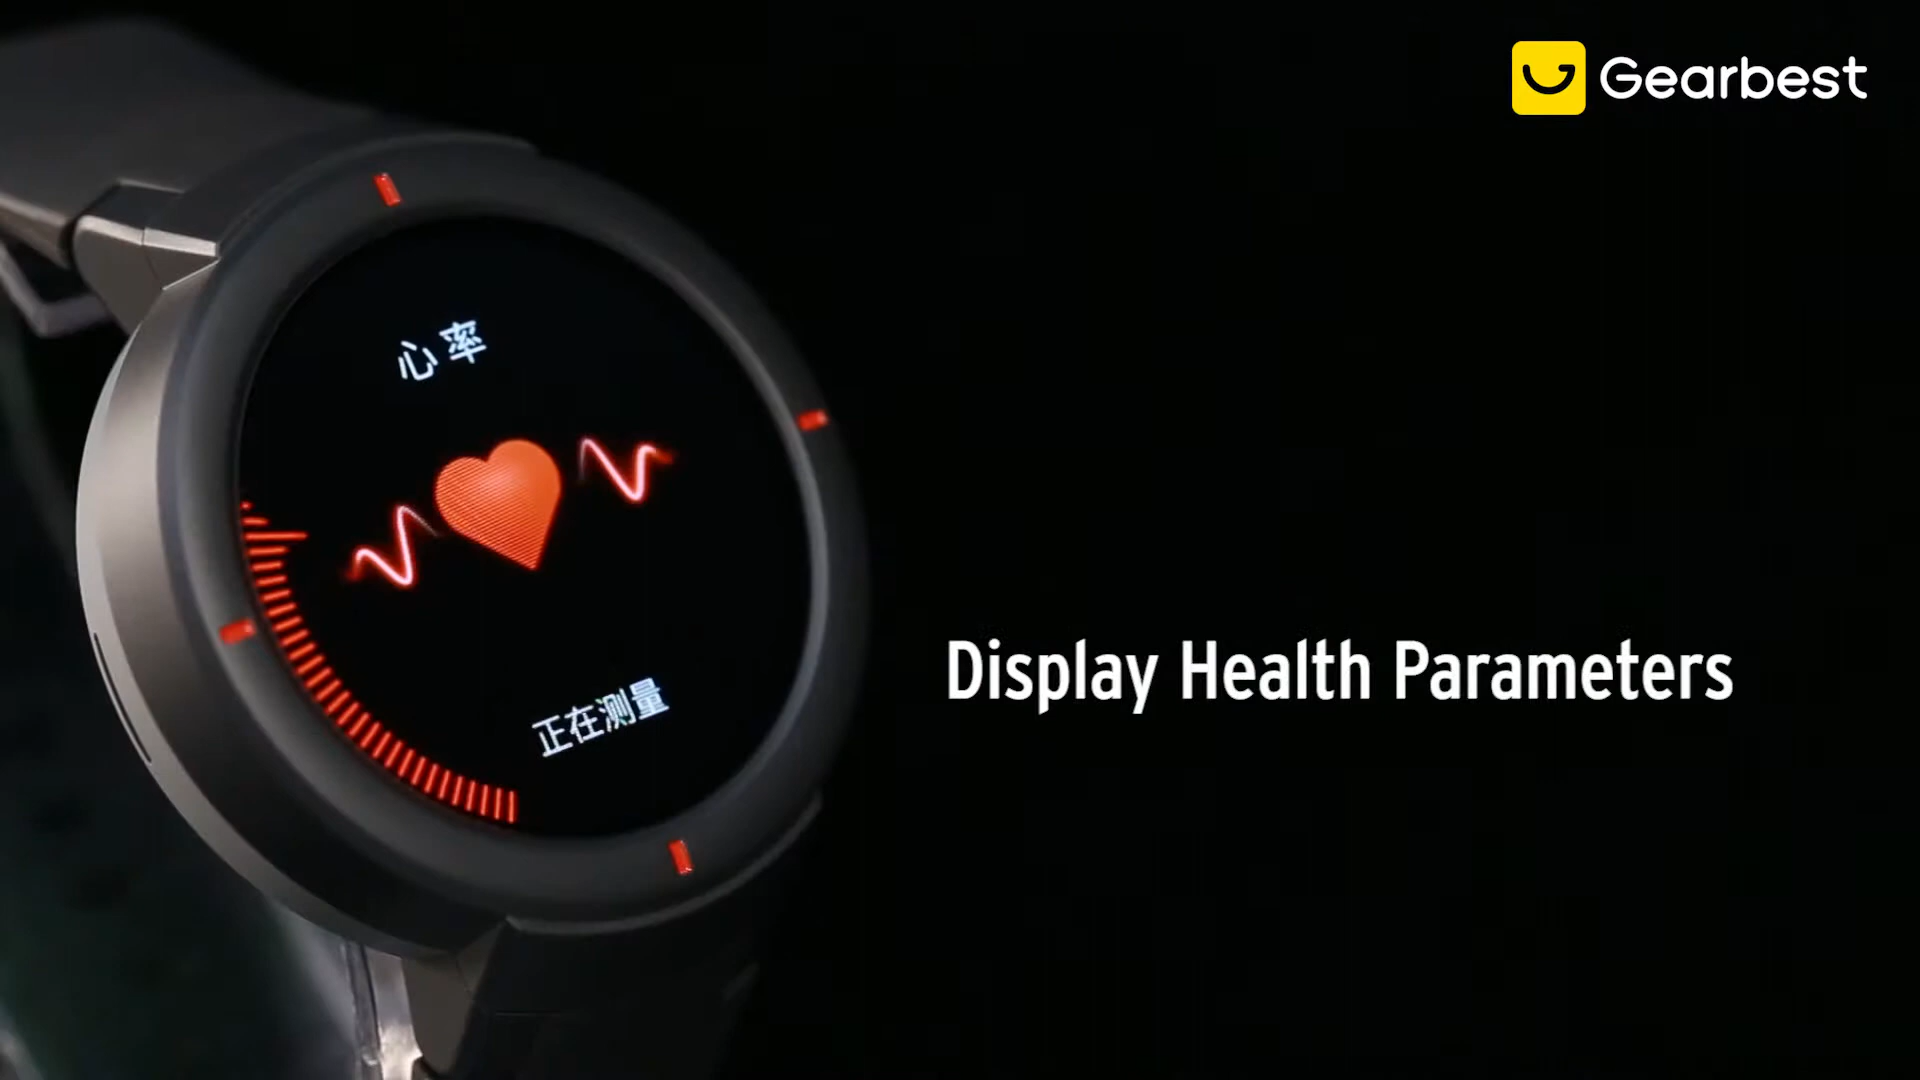 Gearbest
心率
Display Health Parameters
正在测量